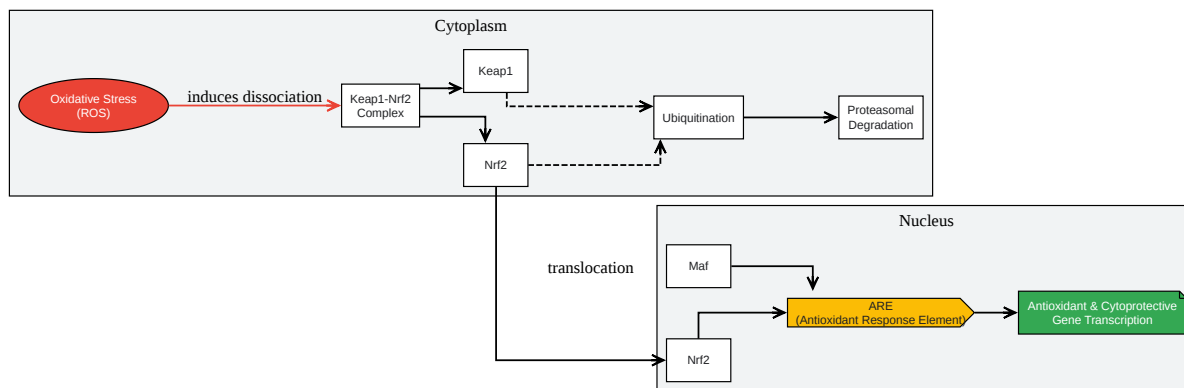 Cytoplasm
Oxidative Stress
(ROS)
induces dissociation
Keap1-Nrf2
Complex
Keap1
Nrf2
Ubiquitination
Proteasomal
Degradation
translocation
Nucleus
Maf
Nrf2
ARE
(Antioxidant Response Element)
Antioxidant & Cytoprotective
Gene Transcription